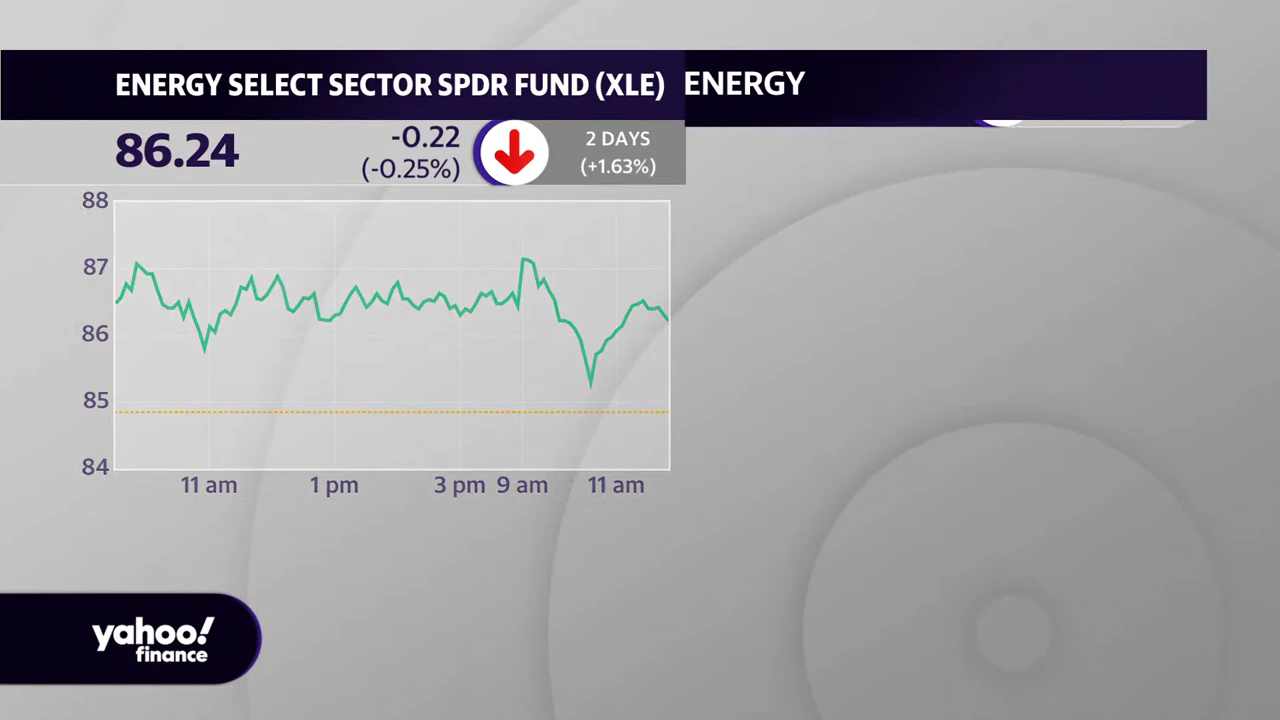 ENERGY SELECT SECTOR SPDR FUND (XLE)
ENERGY
86.24
-0.22
(-0.25%)
2 DAYS
(+1.63%)
88
87
86
85
84
11 am
1 pm
3 pm
9 am
11 am
yahoo!
finance